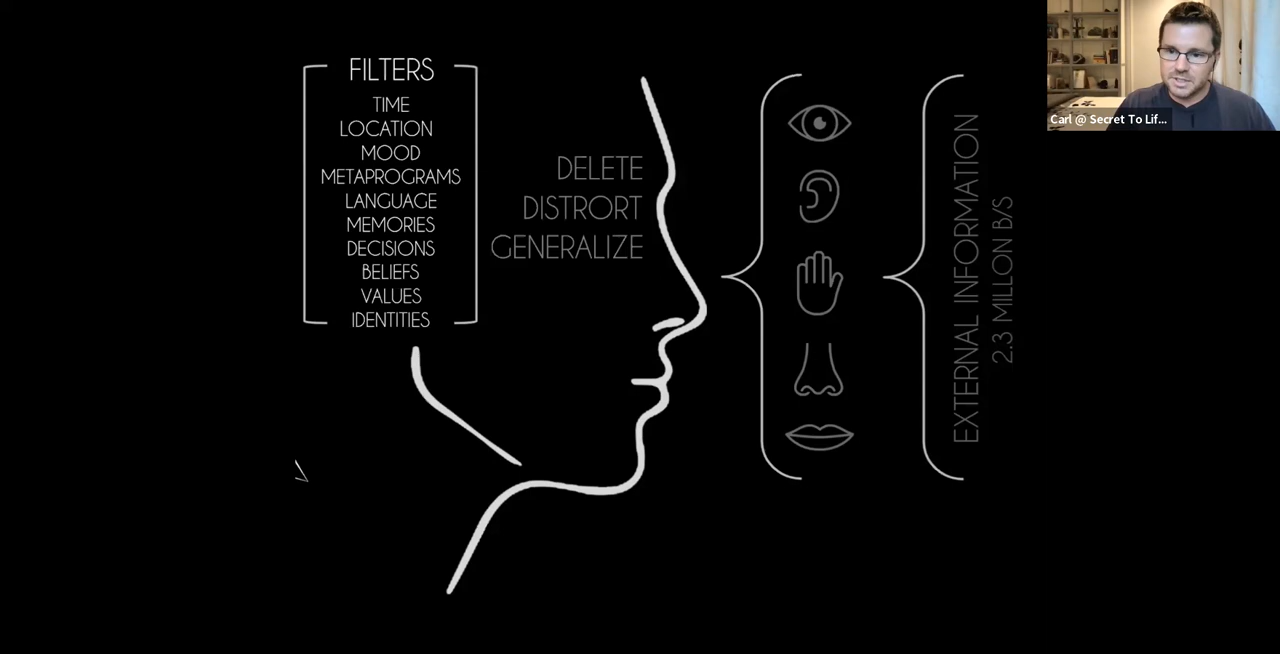 FILTERS
TIME
LOCATION
MOOD
METAPROGRAMS
LANGUAGE
MEMORIES
DECISIONS
BELIEFS
VALUES
IDENTITIES
DELETE
DISTRORT
GENERALIZE
EXTERNAL INFORMATION
2.3 MILLON B/S
Carl @ Secret To Lif...